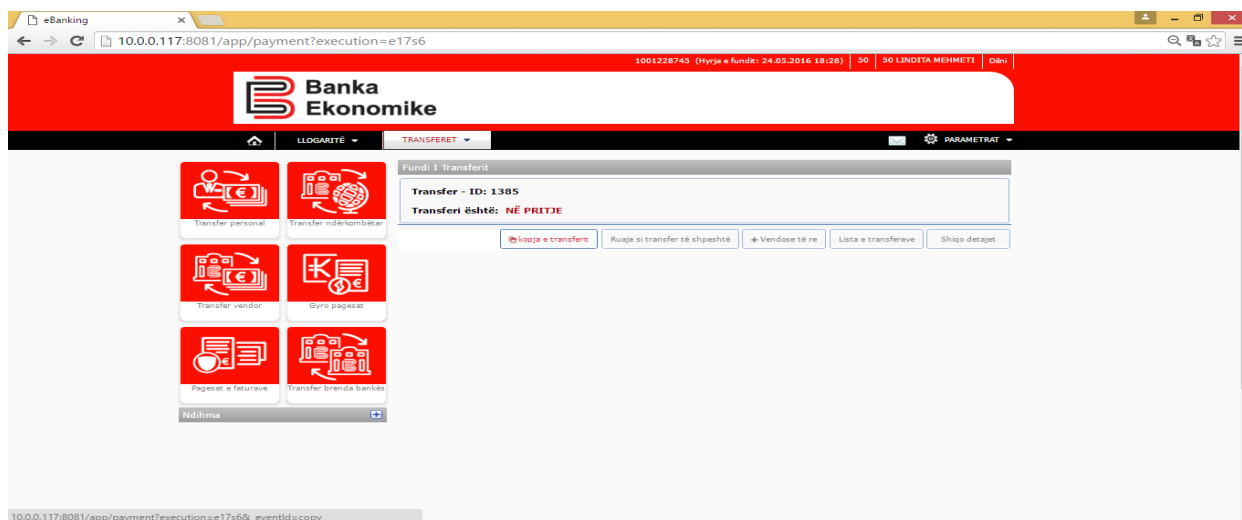 eBanking
10.0.0.117:8081/app/payment?execution=e17s6
1001228745 (Hyrja e fundit: 24.05.2016 18:28) 50 50 LINDITA MEHMETI Dilni
Banka
Ekonomike
LLOGARITË TRANSFERET PARAMETRAT
Transfer personal Transfer ndërkombëtar
Transfer vendor Gyro pagesat
Pagesat e faturave Transfer brenda bankës
Ndihma
Fundi I Transferit
Transfer - ID: 1385
Transferi është: NË PRITJE
kopja e transferit Ruaje si transfer të shpeshtë + Vendose të re Lista e transfereve Shiqo detajet
10.0.0.117:8081/app/payment?execution=e17s6&_eventId=copy